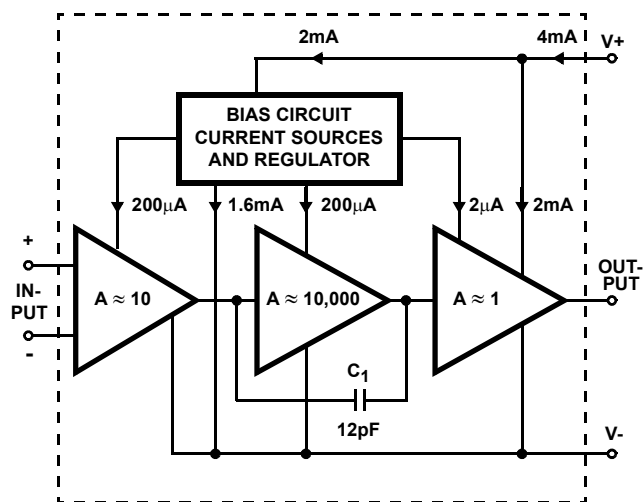 2mA
4mA
V+
BIAS CIRCUIT
CURRENT SOURCES
AND REGULATOR
200µA
1.6mA
200µA
2µA
2mA
+
IN-
PUT
-
A ≈ 10
A ≈ 10,000
A ≈ 1
OUT-
PUT
C1
12pF
V-